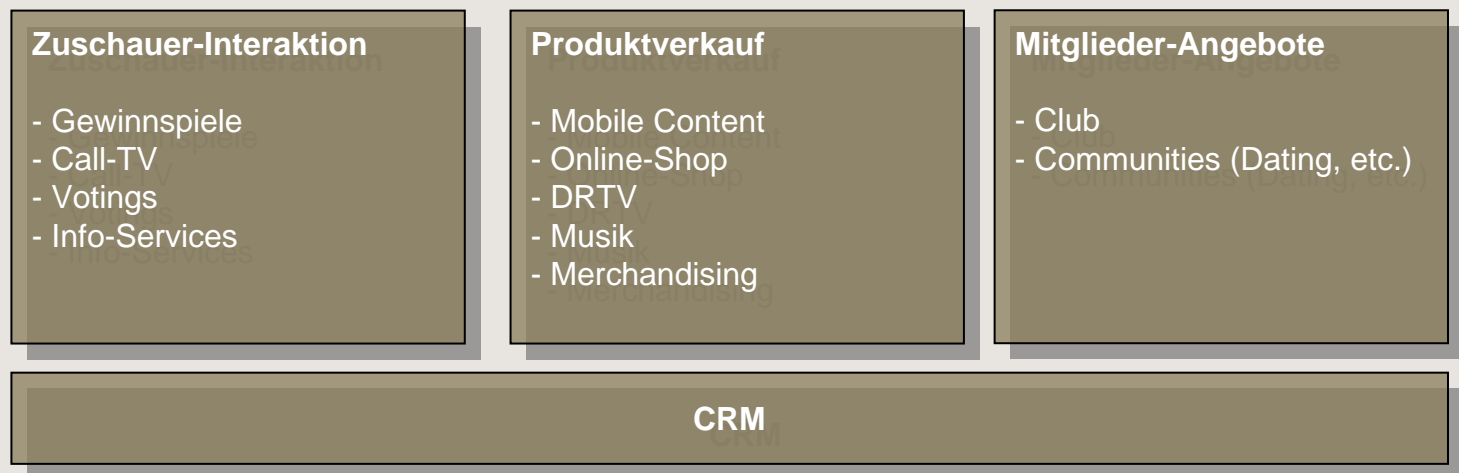 Zuschauer-Interaktion
- Gewinnspiele
- Call-TV
- Votings
- Info-Services
Produktverkauf
- Mobile Content
- Online-Shop
- DRTV
- Musik
- Merchandising
Mitglieder-Angebote
- Club
- Communities (Dating, etc.)
CRM